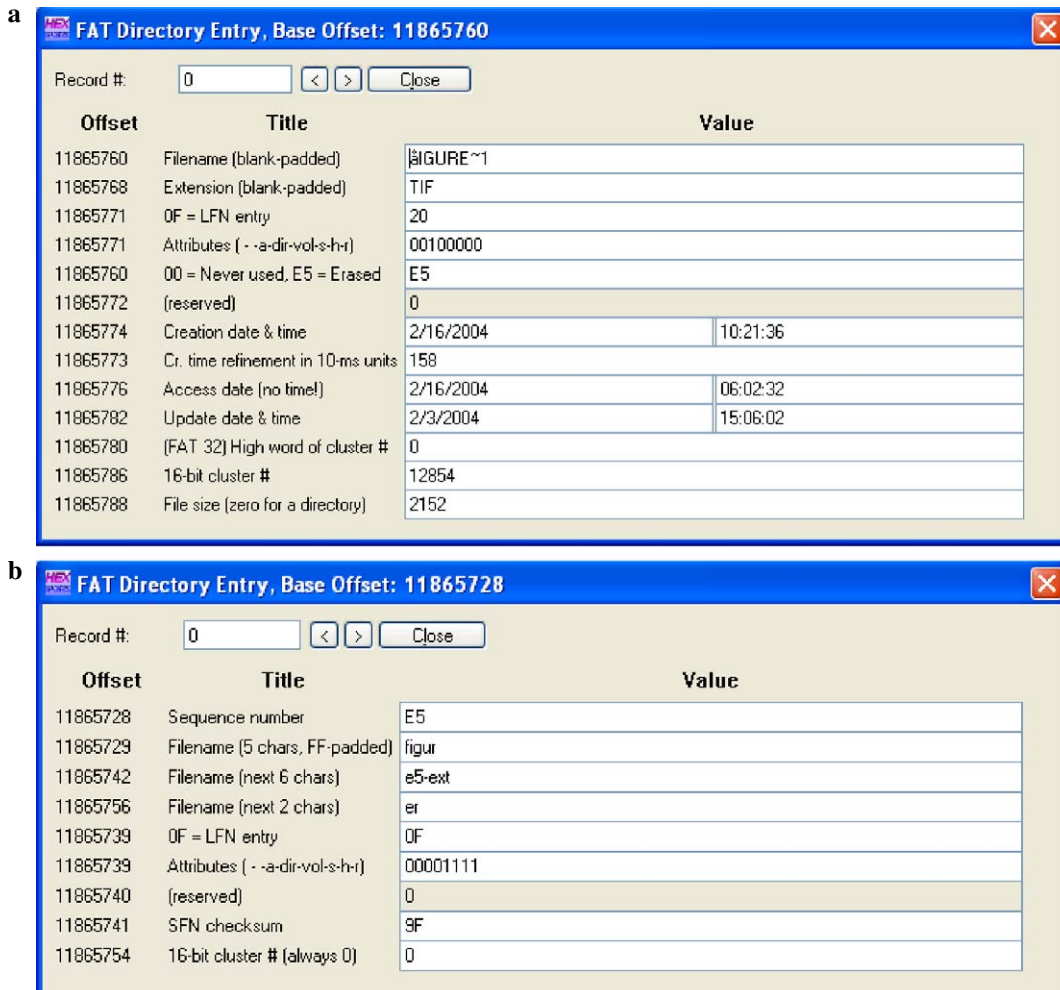 a
FAT Directory Entry, Base Offset: 11865760
Record #: 0 < > Close
Offset Title Value
11865760 Filename (blank-padded) åIGURE~1
11865768 Extension (blank-padded) TIF
11865771 0F = LFN entry 20
11865771 Attributes ( - -a-dir-vol-s-h-r) 00100000
11865760 00 = Never used, E5 = Erased E5
11865772 (reserved) 0
11865774 Creation date & time 2/16/2004 10:21:36
11865773 Cr. time refinement in 10-ms units 158
11865776 Access date (no time!) 2/16/2004 06:02:32
11865782 Update date & time 2/3/2004 15:06:02
11865780 (FAT 32) High word of cluster # 0
11865786 16-bit cluster # 12854
11865788 File size (zero for a directory) 2152
b
FAT Directory Entry, Base Offset: 11865728
Record #: 0 < > Close
Offset Title Value
11865728 Sequence number E5
11865729 Filename (5 chars, FF-padded) figur
11865742 Filename (next 6 chars) e5-ext
11865756 Filename (next 2 chars) er
11865739 0F = LFN entry 0F
11865739 Attributes ( - -a-dir-vol-s-h-r) 00001111
11865740 (reserved) 0
11865741 SFN checksum 9F
11865754 16-bit cluster # (always 0) 0